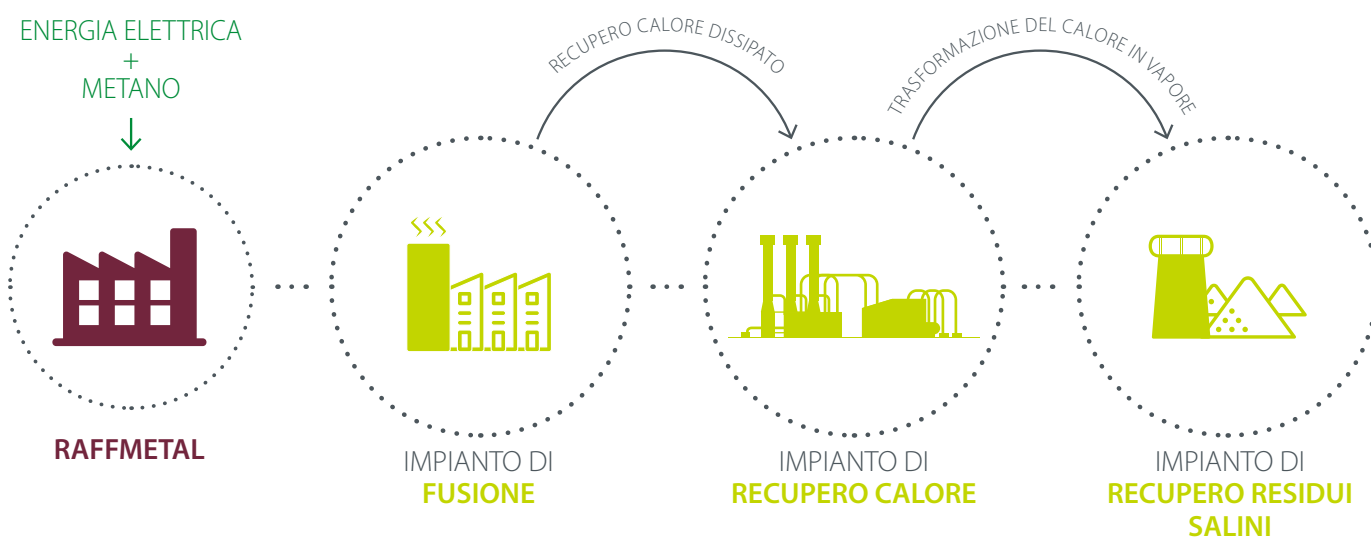 ENERGIA ELETTRICA
+
METANO
RECUPERO CALORE DISSIPATO
TRASFORMAZIONE DEL CALORE IN VAPORE
RAFFMETAL
IMPIANTO DI
FUSIONE
IMPIANTO DI
RECUPERO CALORE
IMPIANTO DI
RECUPERO RESIDUI
SALINI